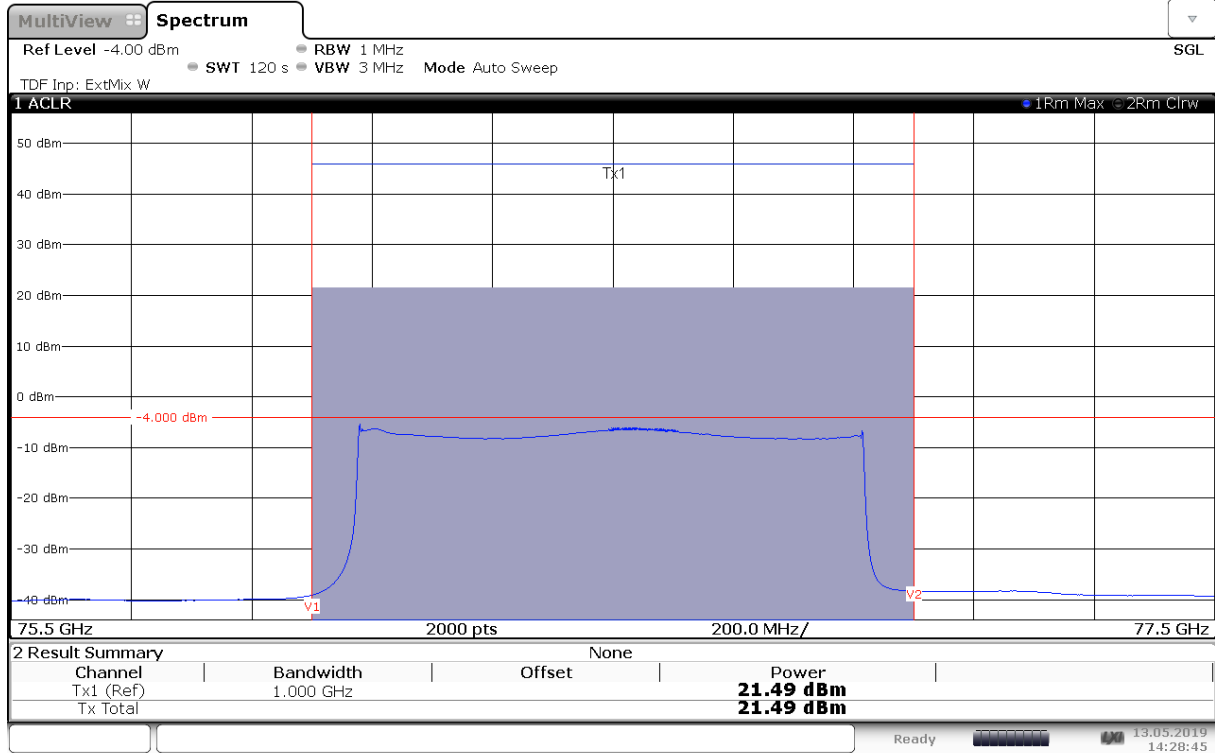 MultiView Spectrum
Ref Level -4.00 dBm RBW 1 MHz SGL
SWT 120 s VBW 3 MHz Mode Auto Sweep
TDF Inp: ExtMix W
1 ACLR 1Rm Max 2Rm Clrw
50 dBm
Tx1
40 dBm
30 dBm
20 dBm
10 dBm
0 dBm
-4.000 dBm
-10 dBm
-20 dBm
-30 dBm
-40 dBm
V1 V2
75.5 GHz 2000 pts 200.0 MHz/ 77.5 GHz
2 Result Summary None
Channel Bandwidth Offset Power
Tx1 (Ref) 1.000 GHz 21.49 dBm
Tx Total 21.49 dBm
Ready 13.05.2019
14:28:45